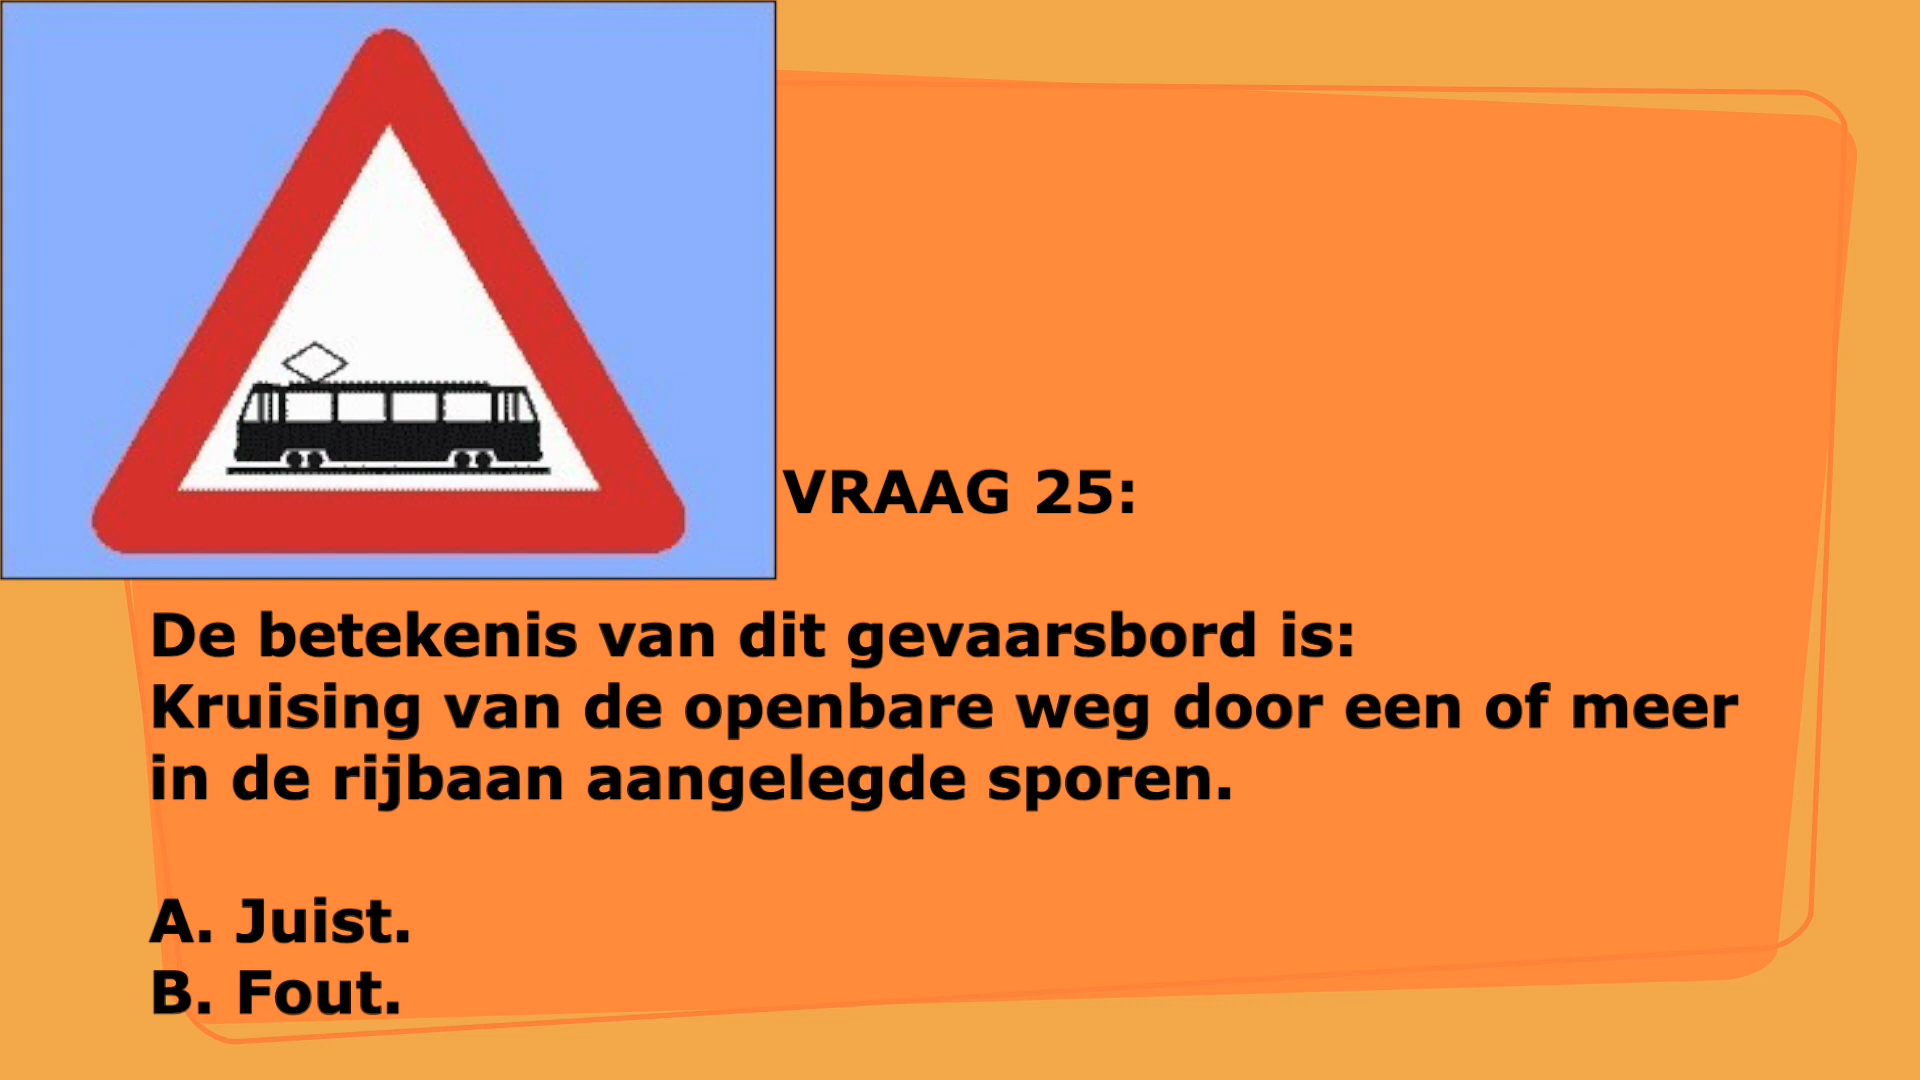 VRAAG 25:
De betekenis van dit gevaarsbord is:
Kruising van de openbare weg door een of meer
in de rijbaan aangelegde sporen.
A. Juist.
B. Fout.